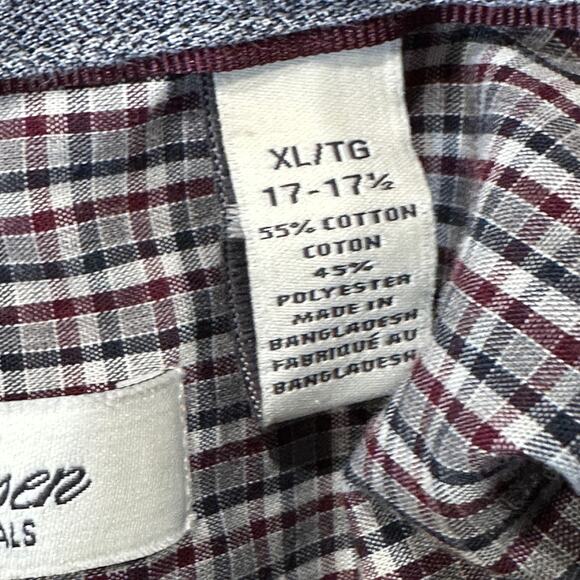 XL/TG
17-17½
55% COTTON
COTON
45%
POLYESTER
MADE IN
BANGLADESH
FABRIQUÉ AU
BANGLADESH